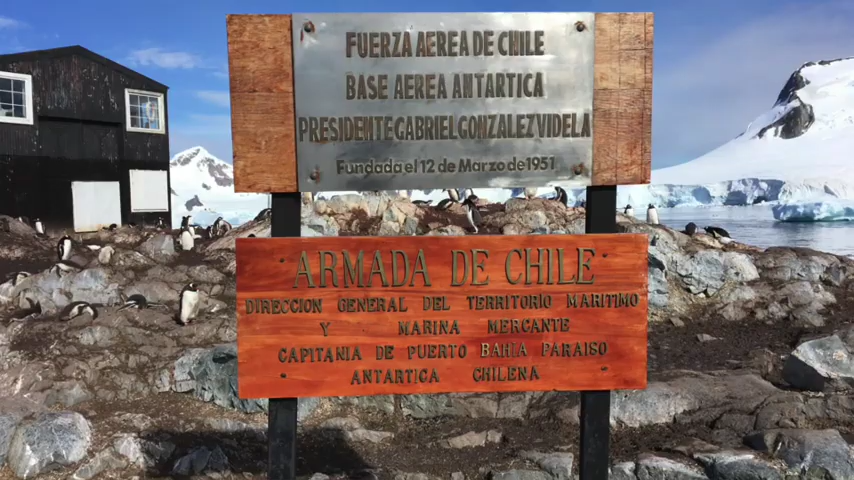 FUERZA AEREA DE CHILE
BASE AEREA ANTARTICA
PRESIDENTE GABRIEL GONZALEZ VIDELA
Fundada el 12 de Marzo de 1951
ARMADA DE CHILE
DIRECCION GENERAL DEL TERRITORIO MARITIMO
Y MARINA MERCANTE
CAPITANIA DE PUERTO BAHIA PARAISO
ANTARTICA CHILENA